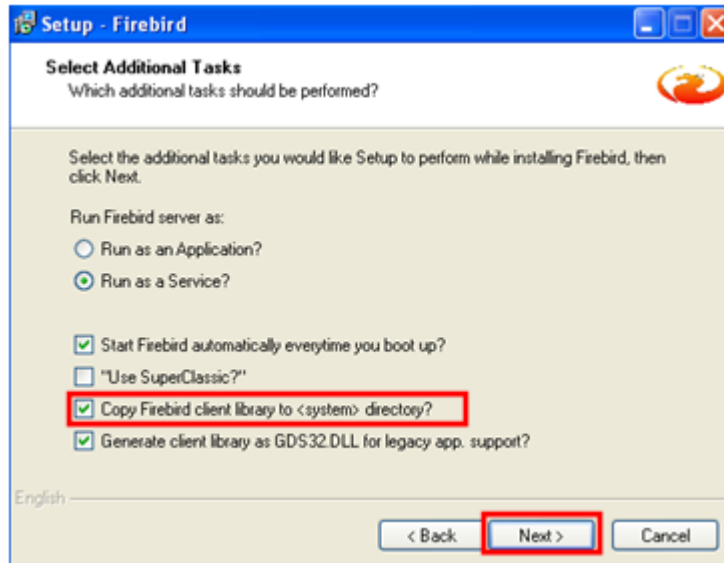 Setup - Firebird
Select Additional Tasks
Which additional tasks should be performed?
Select the additional tasks you would like Setup to perform while installing Firebird, then
click Next.
Run Firebird server as:
Run as an Application?
Run as a Service?
Start Firebird automatically everytime you boot up?
"Use SuperClassic?"
Copy Firebird client library to <system> directory?
Generate client library as GDS32.DLL for legacy app. support?
English
< Back Next > Cancel